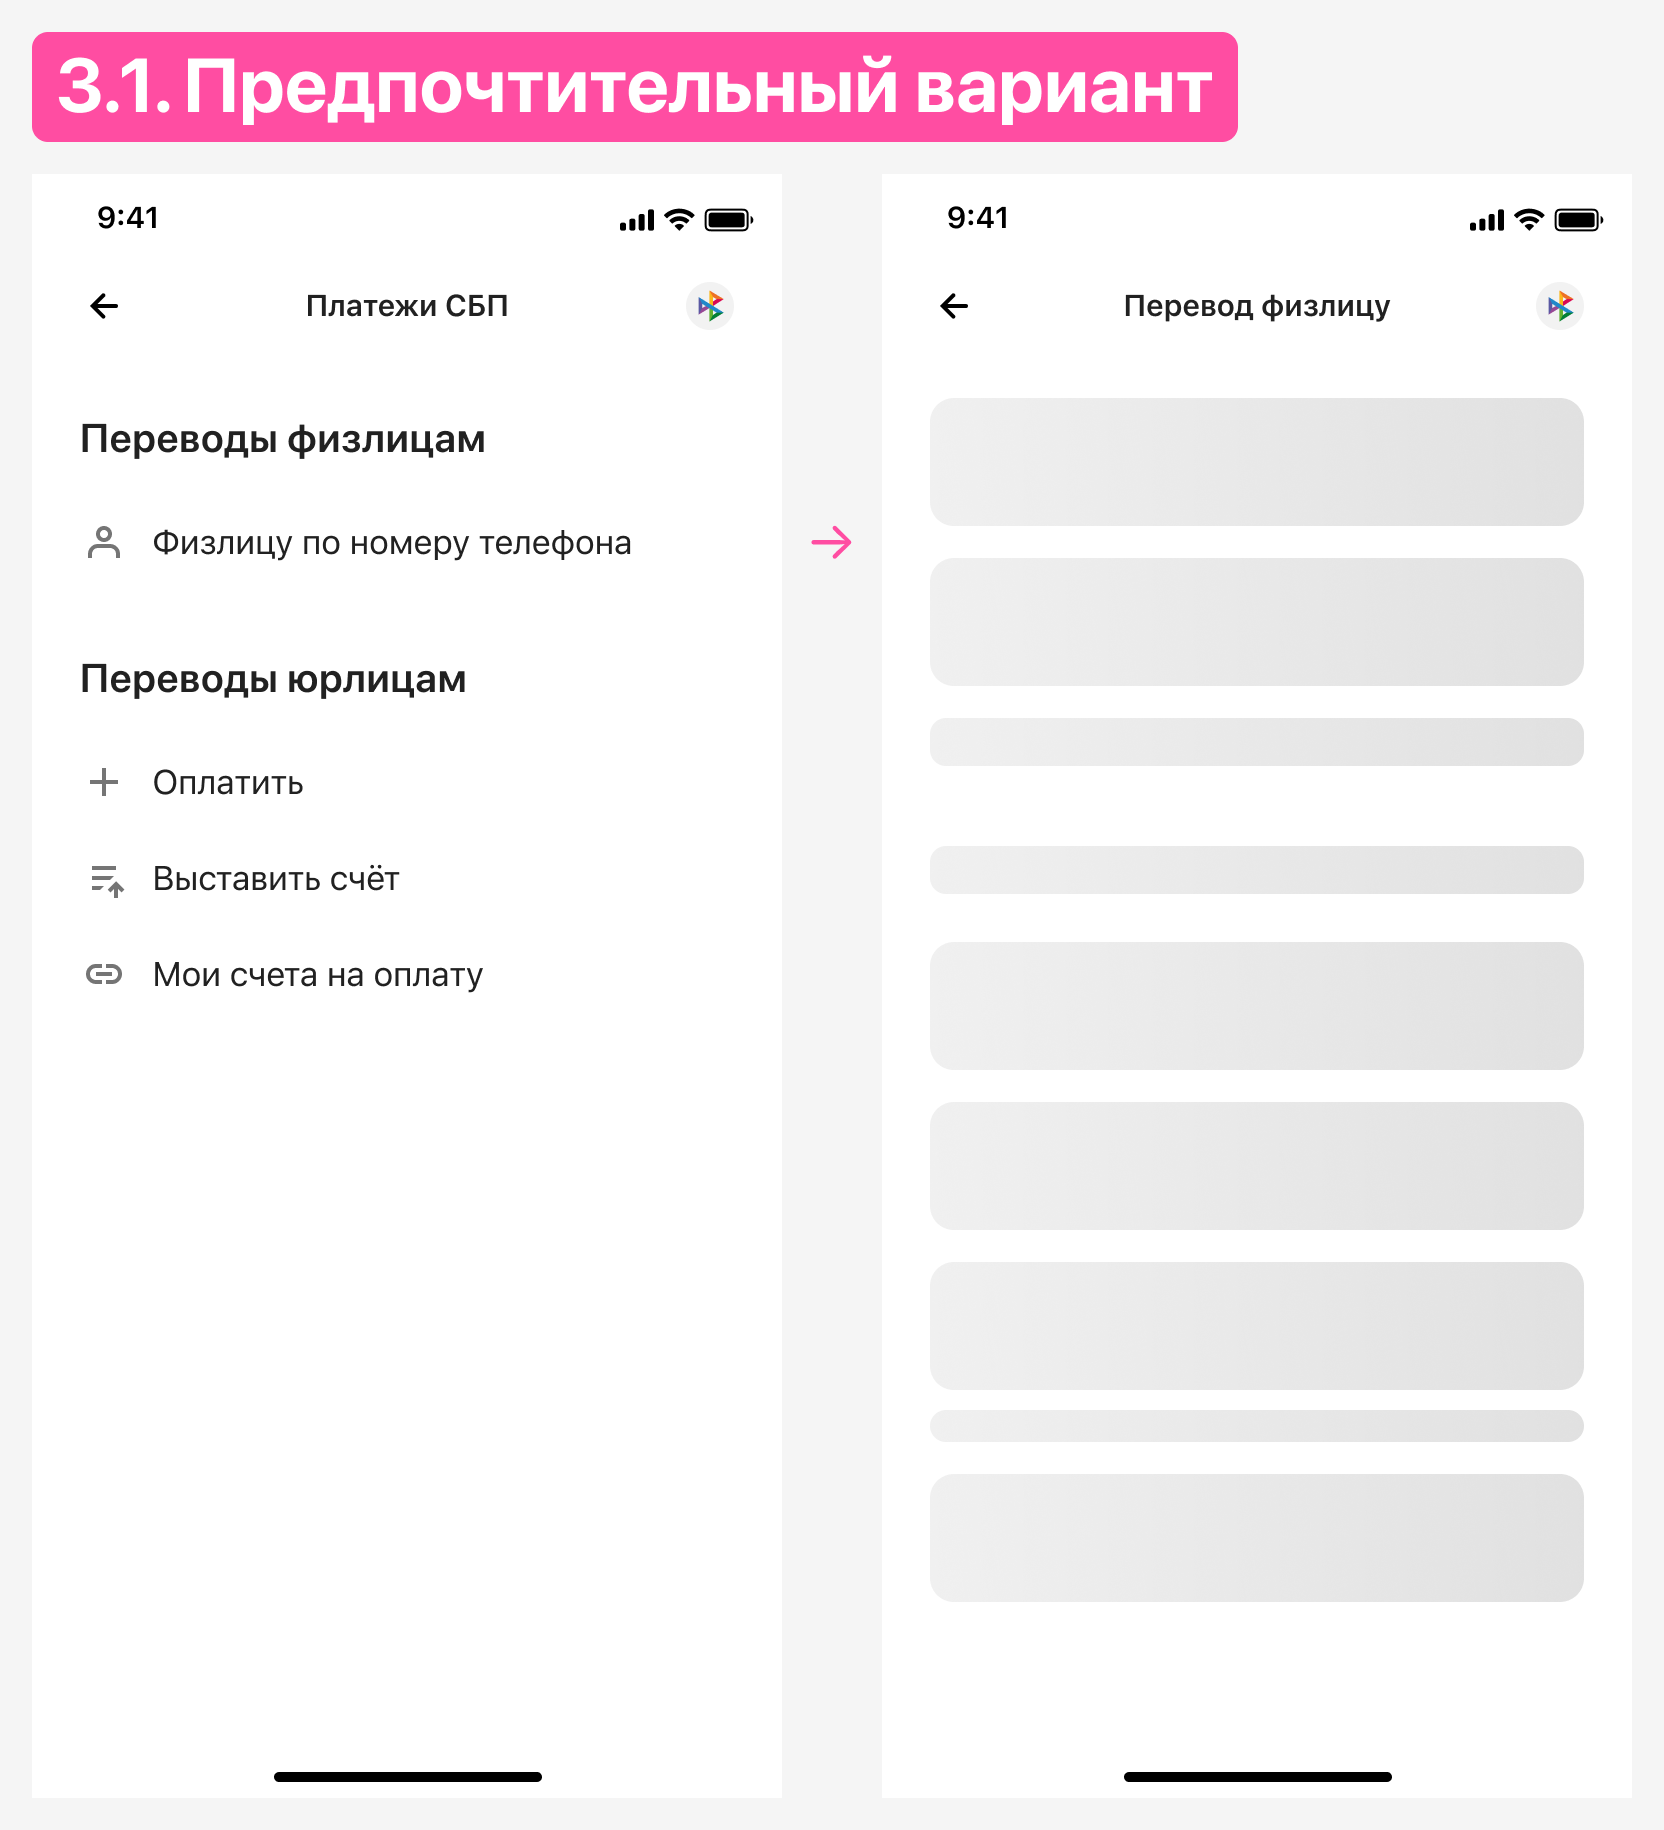 3.1. Предпочтительный вариант
9:41
Платежи СБП
Переводы физлицам
Физлицу по номеру телефона
Переводы юрлицам
Оплатить
Выставить счёт
Мои счета на оплату
9:41
Перевод физлицу